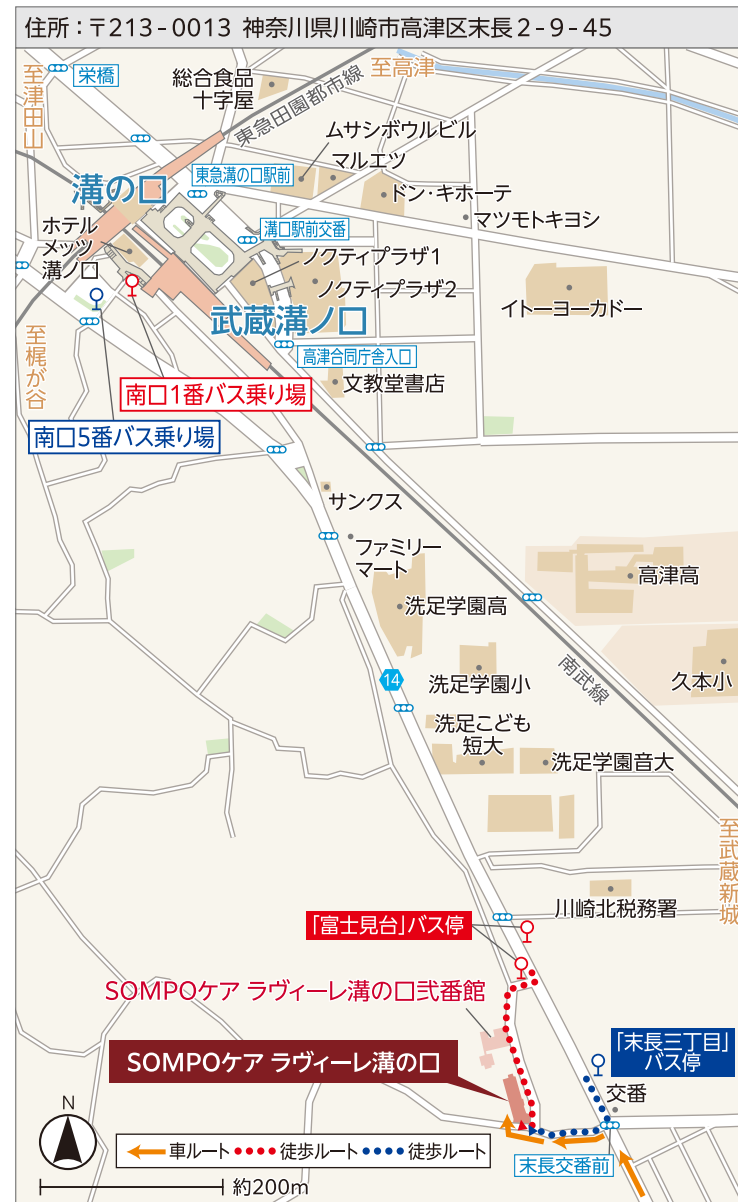 住所：〒213-0013 神奈川県川崎市高津区末長2-9-45
至津田山
栄橋
総合食品
十字屋
東急田園都市線
至高津
ムサシボウルビル
マルエツ
東急溝の口駅前
溝の口
ドン・キホーテ
マツモトキヨシ
ホテル
メッツ
溝ノ口
溝口駅前交番
ノクティプラザ1
ノクティプラザ2
イトーヨーカドー
武蔵溝ノ口
至梶が谷
高津合同庁舎入口
文教堂書店
南口1番バス乗り場
南口5番バス乗り場
サンクス
ファミリー
マート
高津高
洗足学園高
14
洗足学園小
南武線
久本小
洗足こども
短大
洗足学園音大
至武蔵新城
川崎北税務署
「富士見台」バス停
SOMPOケア ラヴィーレ溝の口弐番館
SOMPOケア ラヴィーレ溝の口
「末長三丁目」
バス停
交番
N
車ルート
徒歩ルート
徒歩ルート
末長交番前
約200m